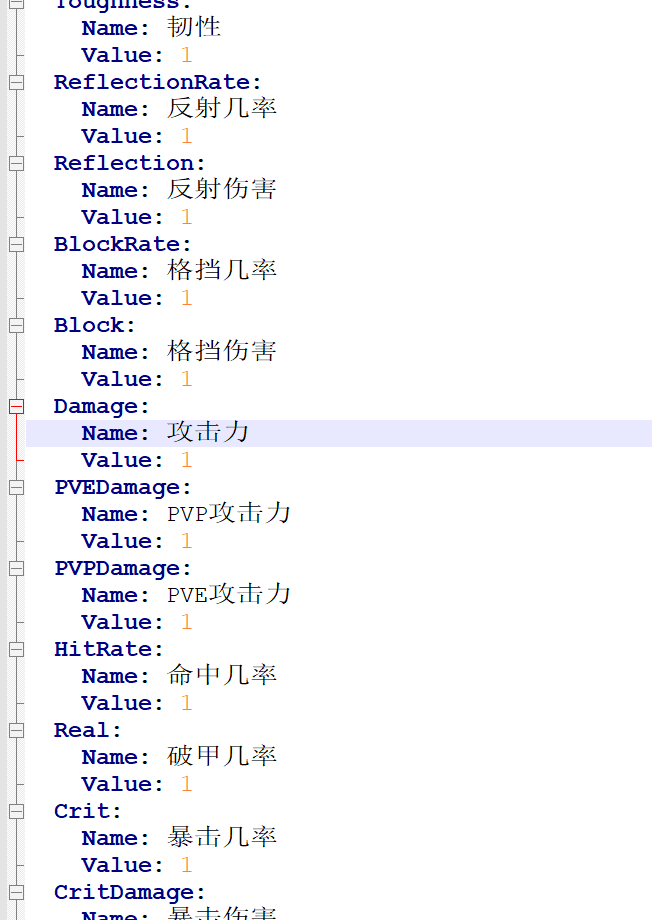 Toughness:
Name: 韧性
Value: 1
ReflectionRate:
Name: 反射几率
Value: 1
Reflection:
Name: 反射伤害
Value: 1
BlockRate:
Name: 格挡几率
Value: 1
Block:
Name: 格挡伤害
Value: 1
Damage:
Name: 攻击力
Value: 1
PVEDamage:
Name: PVP攻击力
Value: 1
PVPDamage:
Name: PVE攻击力
Value: 1
HitRate:
Name: 命中几率
Value: 1
Real:
Name: 破甲几率
Value: 1
Crit:
Name: 暴击几率
Value: 1
CritDamage:
Name: 暴击伤害